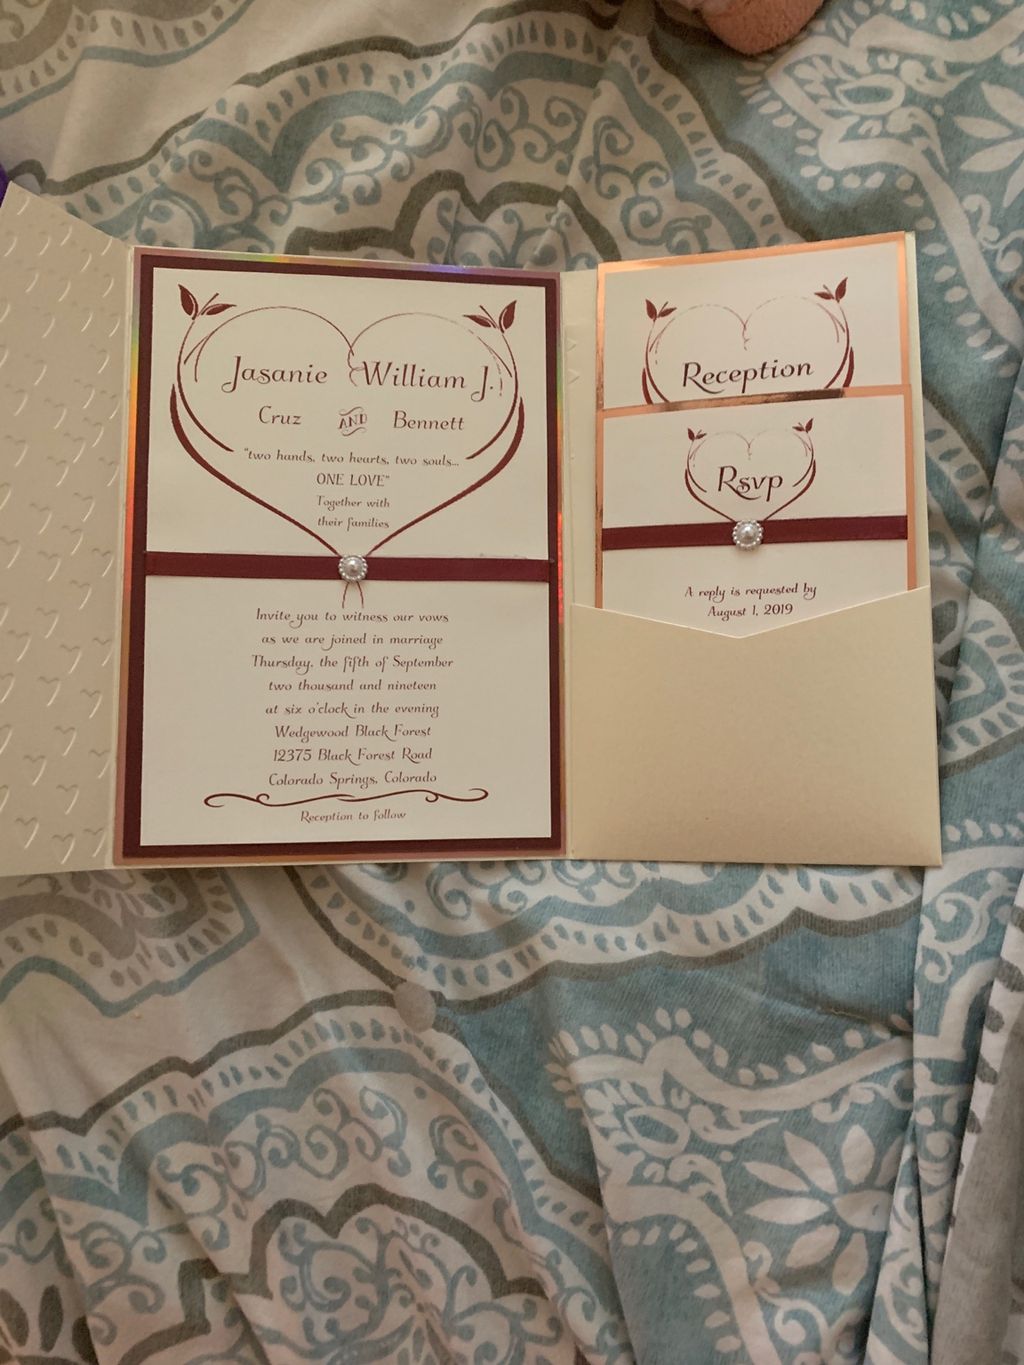 Jasanie William J.
Cruz AND Bennett
"two hands, two hearts, two souls...
ONE LOVE"
Together with
their families
Invite you to witness our vows
as we are joined in marriage
Thursday, the fifth of September
two thousand and nineteen
at six o'clock in the evening
Wedgewood Black Forest
12375 Black Forest Road
Colorado Springs, Colorado
Reception to follow
Reception
Rsvp
A reply is requested by
August 1, 2019